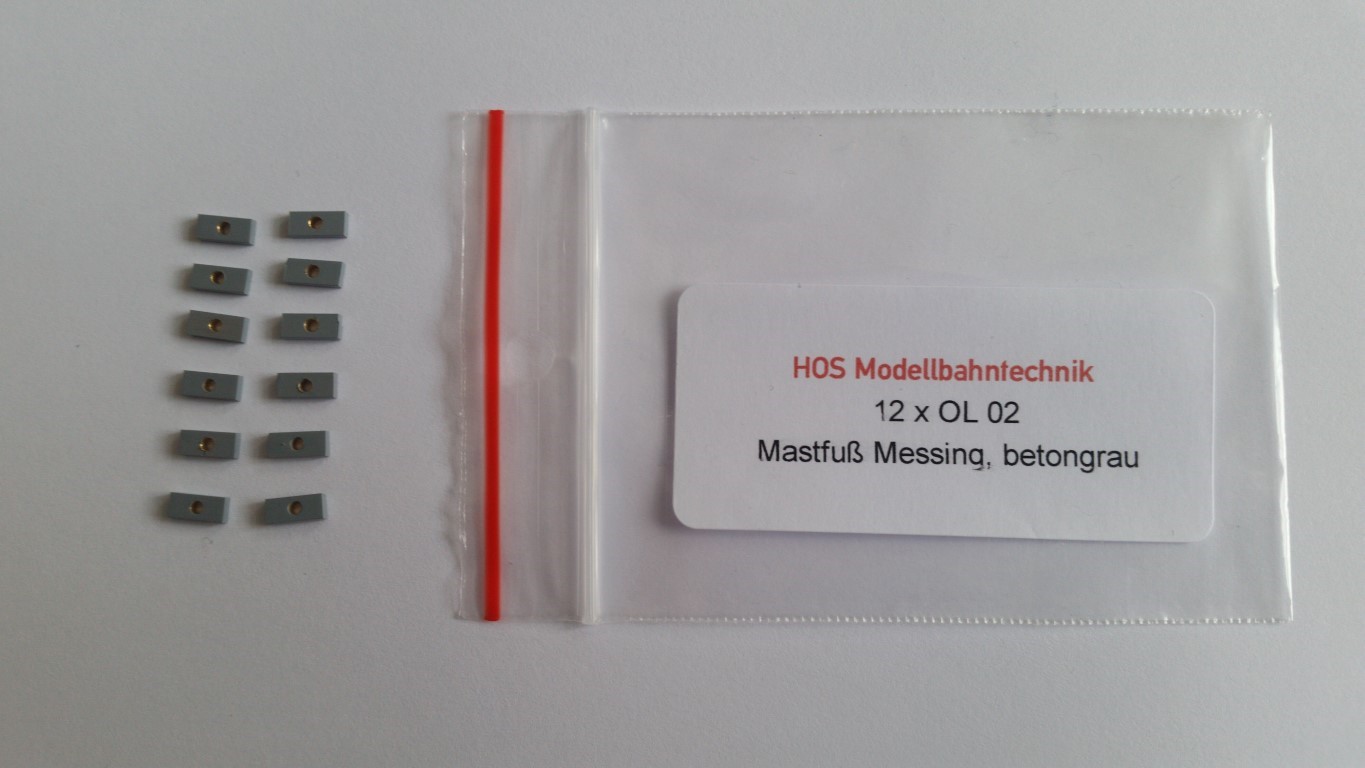 HOS Modellbahntechnik
12 x OL 02
Mastfuß Messing, betongrau